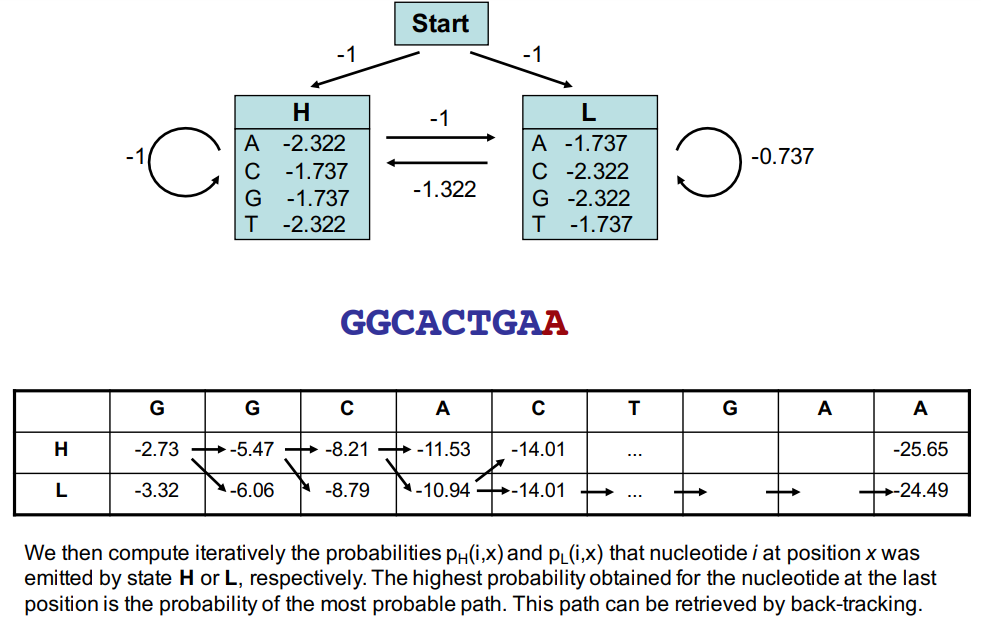 Start
-1 -1
H L
-1
A -2.322 A -1.737
-1 -0.737
C -1.737 C -2.322
-1.322
G -1.737 G -2.322
T -2.322 T -1.737
GGCACTGAA
G G C A C T G A A
H -2.73 -5.47 -8.21 -11.53 -14.01 ... -25.65
L -3.32 -6.06 -8.79 -10.94 -14.01 ... -24.49
We then compute iteratively the probabilities pH(i,x) and pL(i,x) that nucleotide i at position x was
emitted by state H or L, respectively. The highest probability obtained for the nucleotide at the last
position is the probability of the most probable path. This path can be retrieved by back-tracking.